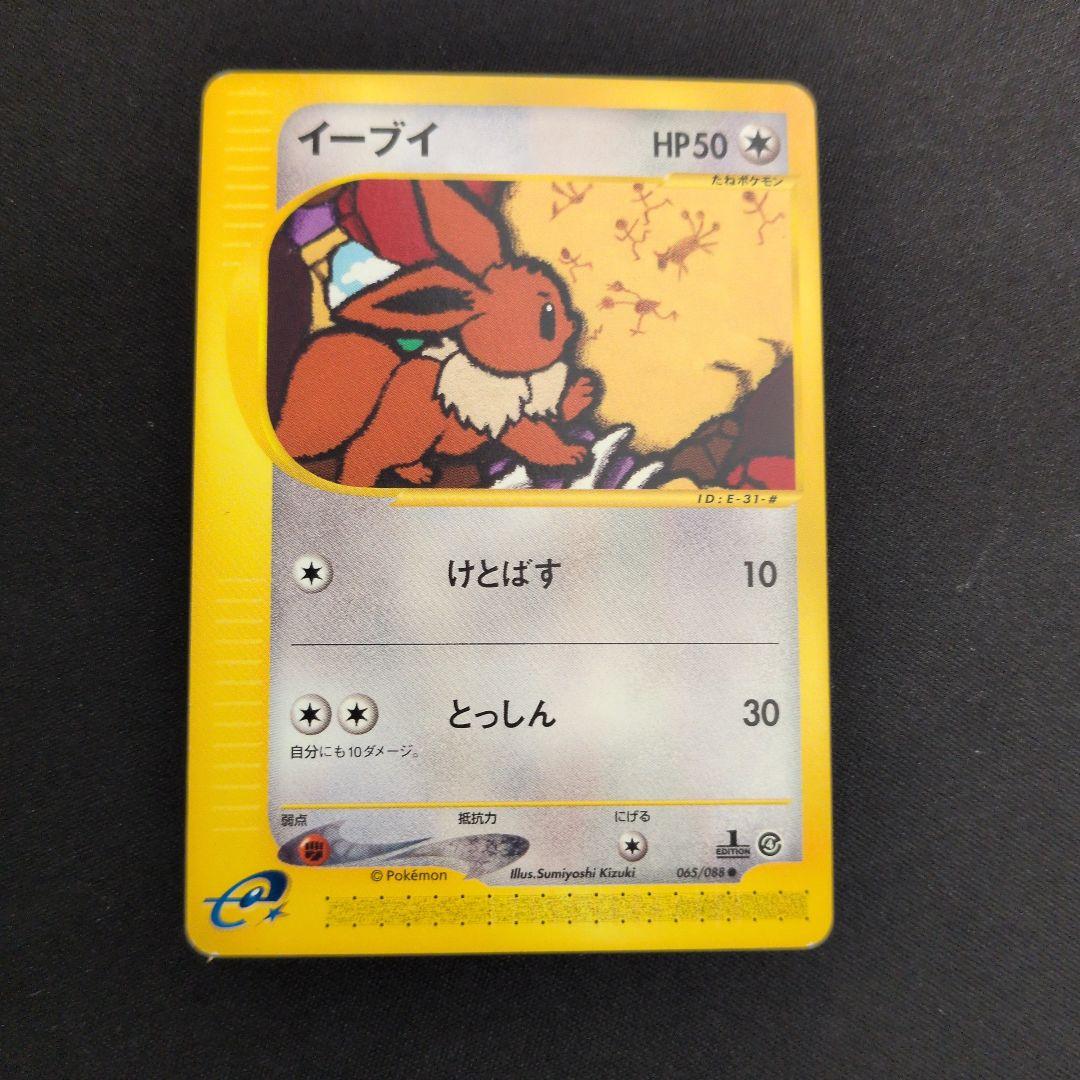 イーブイ
HP50
たねポケモン
ID:E-31-#
けとばす 10
とっしん 30
自分にも10ダメージ。
弱点 抵抗力 にげる
1 EDITION
©Pokémon Illus.Sumiyoshi Kizuki 065/088 ●
e